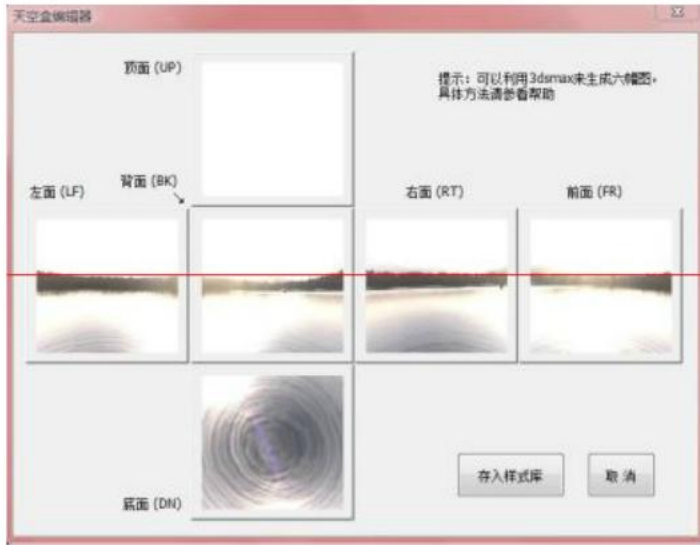 天空盒编辑器
顶面 (UP)
提示：可以利用3dsmax来生成六幅图，
具体方法请参看帮助
左面 (LF)
背面 (BK)
右面 (RT)
前面 (FR)
底面 (DN)
存入样式库
取 消